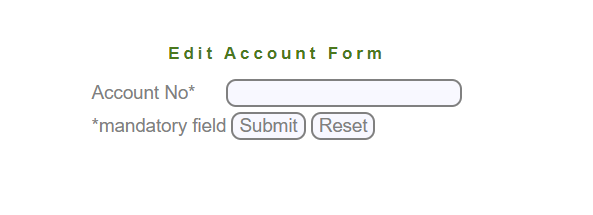 Edit Account Form
Account No*
*mandatory field Submit Reset